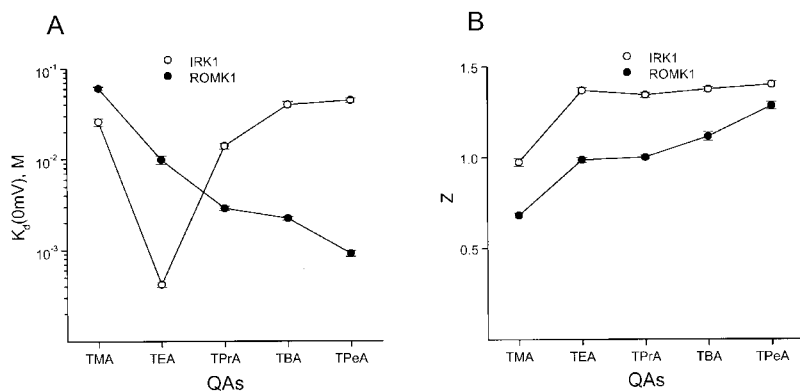 A
IRK1
ROMK1
10⁻¹
10⁻²
10⁻³
K_d(0mV), M
TMA TEA TPrA TBA TPeA
QAs
B
IRK1
ROMK1
1.5
1.0
0.5
Z
TMA TEA TPrA TBA TPeA
QAs